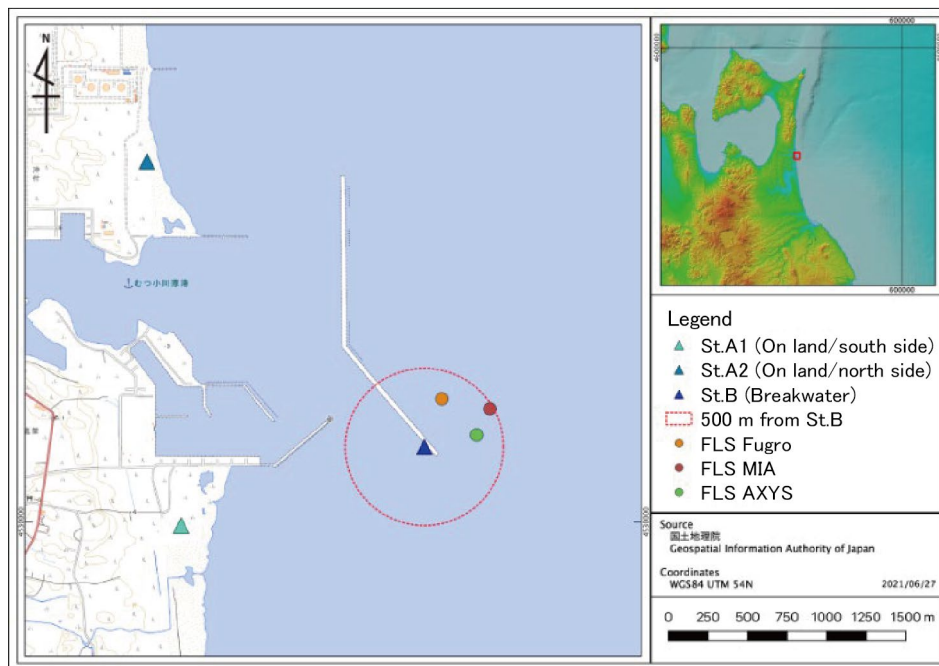 N
むつ小川原港
4530000
4530000
600000
4600000
600000
Legend
St.A1 (On land/south side)
St.A2 (On land/north side)
St.B (Breakwater)
500 m from St.B
FLS Fugro
FLS MIA
FLS AXYS
Source
国土地理院
Geospatial Information Authority of Japan
Coordinates
WGS84 UTM 54N
2021/06/27
0 250 500 750 1000 1250 1500 m